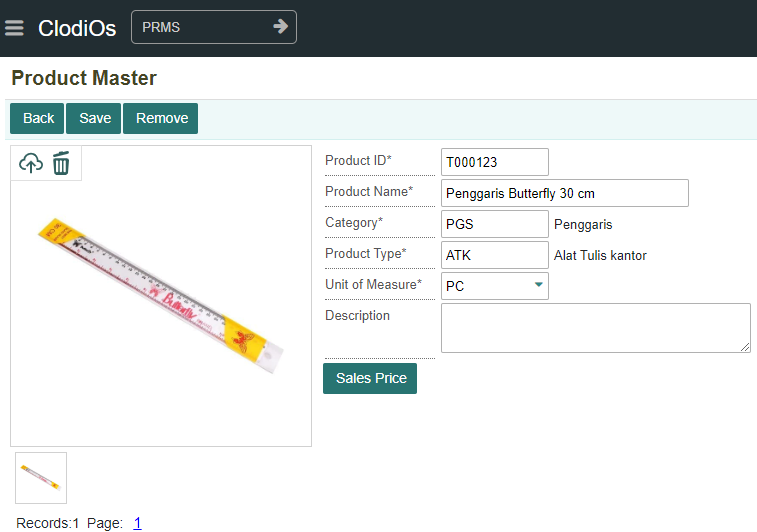 ClodiOs PRMS
Product Master
Back Save Remove
Product ID* T000123
Product Name* Penggaris Butterfly 30 cm
Category* PGS Penggaris
Product Type* ATK Alat Tulis kantor
Unit of Measure* PC
Description
Sales Price
Butterfly
Records:1 Page: 1